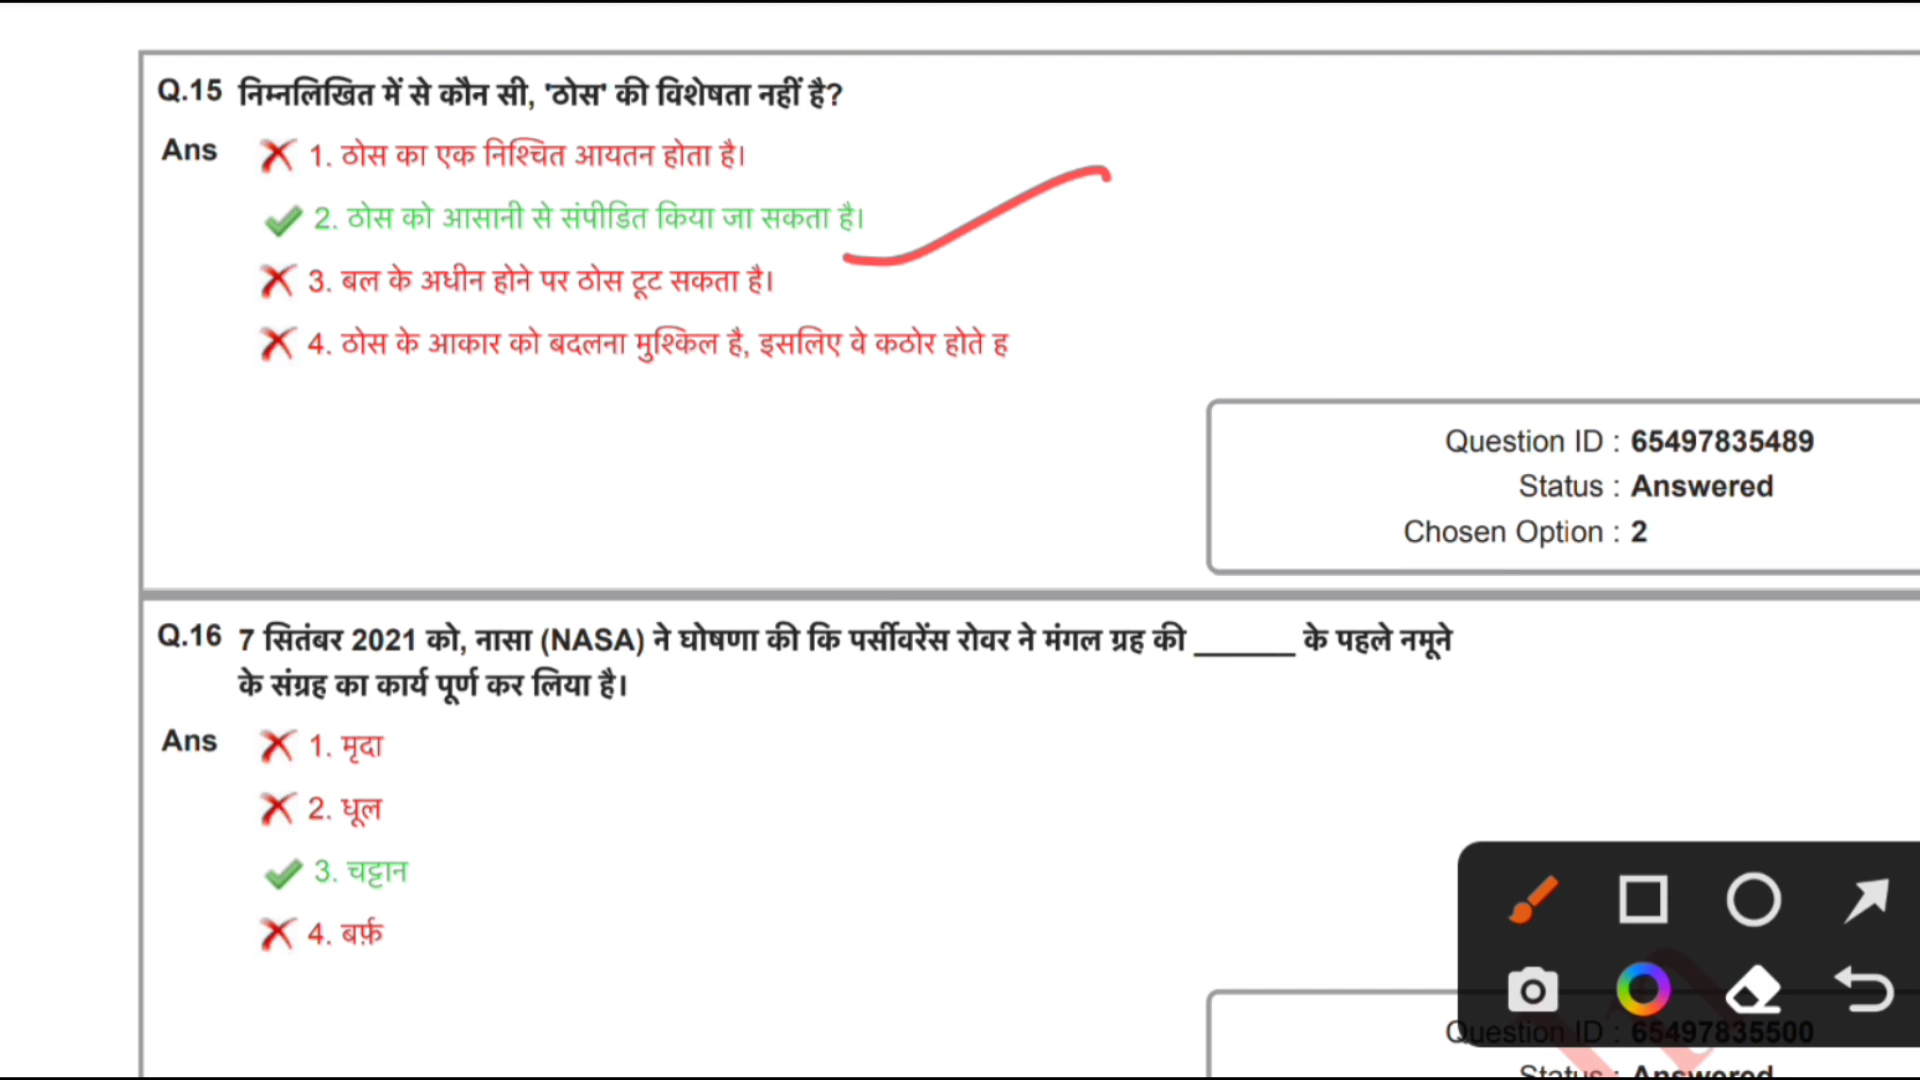 Q.15 निम्नलिखित में से कौन सी, 'ठोस' की विशेषता नहीं है?
Ans 1. ठोस का एक निश्चित आयतन होता है।
2. ठोस को आसानी से संपीडित किया जा सकता है।
3. बल के अधीन होने पर ठोस टूट सकता है।
4. ठोस के आकार को बदलना मुश्किल है, इसलिए वे कठोर होते ह
Question ID : 65497835489
Status : Answered
Chosen Option : 2
Q.16 7 सितंबर 2021 को, नासा (NASA) ने घोषणा की कि पर्सीवरेंस रोवर ने मंगल ग्रह की ______ के पहले नमूने
के संग्रह का कार्य पूर्ण कर लिया है।
Ans 1. मृदा
2. धूल
3. चट्टान
4. बर्फ़
Question ID : 65497835500
Status : Answered